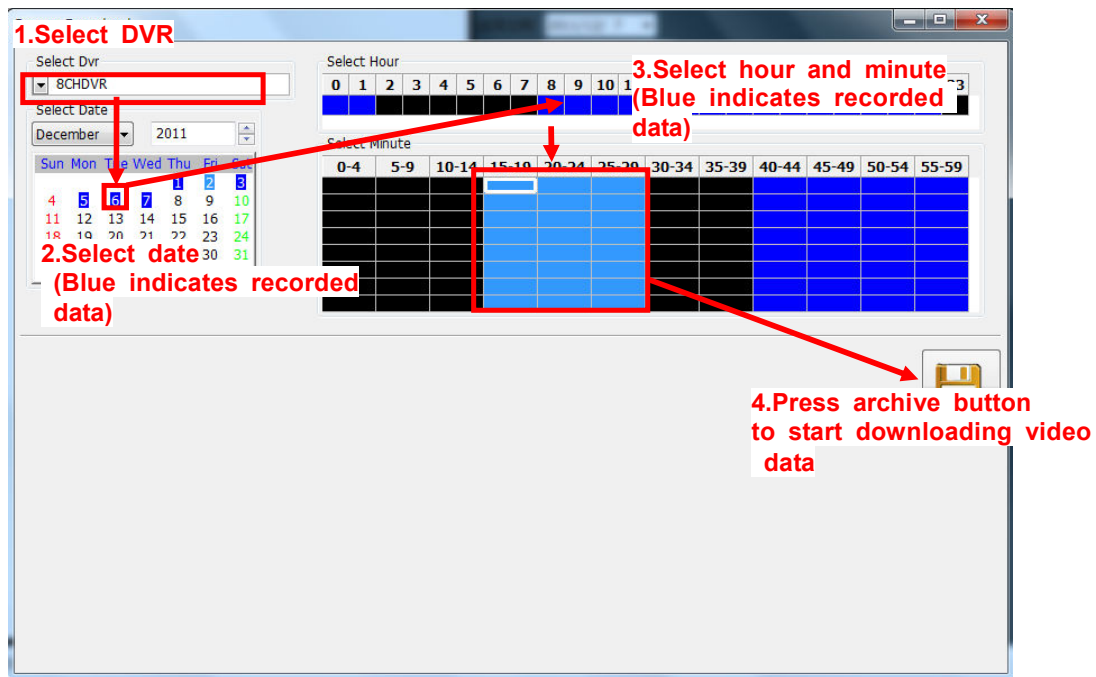 1.Select DVR
Select Dvr
8CHDVR
Select Date
December 2011
Sun Mon Tue Wed Thu Fri Sat
1 2 3
4 5 6 7 8 9 10
11 12 13 14 15 16 17
18 19 20 21 22 23 24
30 31
2.Select date
(Blue indicates recorded
data)
Select Hour
0 1 2 3 4 5 6 7 8 9 10
3.Select hour and minute
(Blue indicates recorded
data)
Select Minute
0-4 5-9 10-14 15-19 20-24 25-29 30-34 35-39 40-44 45-49 50-54 55-59
4.Press archive button
to start downloading video
data